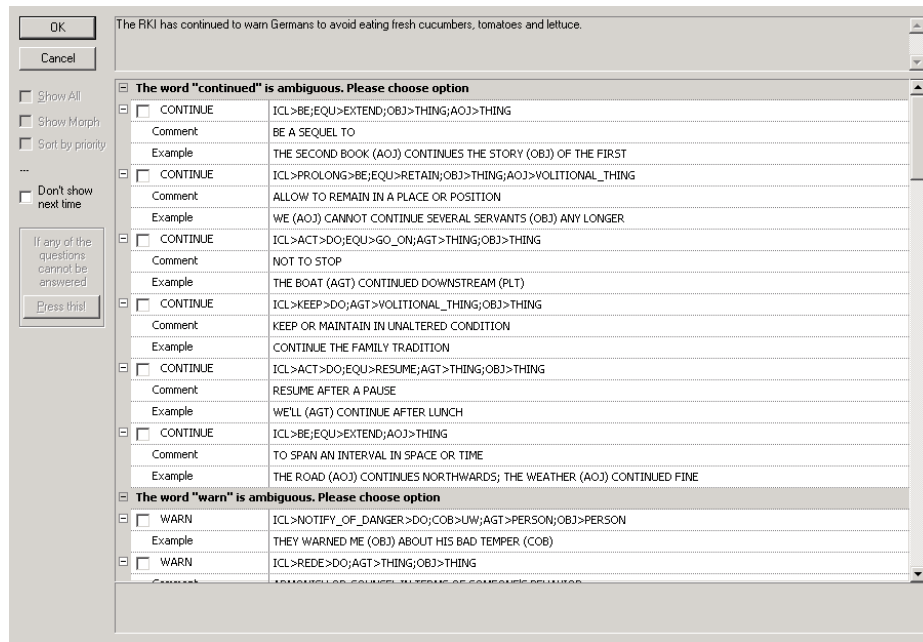 OK
The RKI has continued to warn Germans to avoid eating fresh cucumbers, tomatoes and lettuce.
Cancel
Show All
Show Morph
Sort by priority
...
Don't show
next time
If any of the
questions
cannot be
answered
Press this!
The word "continued" is ambiguous. Please choose option
CONTINUE ICL>BE;EQU>EXTEND;OBJ>THING;AOJ>THING
Comment BE A SEQUEL TO
Example THE SECOND BOOK (AOJ) CONTINUES THE STORY (OBJ) OF THE FIRST
CONTINUE ICL>PROLONG>BE;EQU>RETAIN;OBJ>THING;AOJ>VOLITIONAL_THING
Comment ALLOW TO REMAIN IN A PLACE OR POSITION
Example WE (AOJ) CANNOT CONTINUE SEVERAL SERVANTS (OBJ) ANY LONGER
CONTINUE ICL>ACT>DO;EQU>GO_ON;AGT>THING;OBJ>THING
Comment NOT TO STOP
Example THE BOAT (AGT) CONTINUED DOWNSTREAM (PLT)
CONTINUE ICL>KEEP>DO;AGT>VOLITIONAL_THING;OBJ>THING
Comment KEEP OR MAINTAIN IN UNALTERED CONDITION
Example CONTINUE THE FAMILY TRADITION
CONTINUE ICL>ACT>DO;EQU>RESUME;AGT>THING;OBJ>THING
Comment RESUME AFTER A PAUSE
Example WE'LL (AGT) CONTINUE AFTER LUNCH
CONTINUE ICL>BE;EQU>EXTEND;AOJ>THING
Comment TO SPAN AN INTERVAL IN SPACE OR TIME
Example THE ROAD (AOJ) CONTINUES NORTHWARDS; THE WEATHER (AOJ) CONTINUED FINE
The word "warn" is ambiguous. Please choose option
WARN ICL>NOTIFY_OF_DANGER>DO;COB>UW;AGT>PERSON;OBJ>PERSON
Example THEY WARNED ME (OBJ) ABOUT HIS BAD TEMPER (COB)
WARN ICL>REDE>DO;AGT>THING;OBJ>THING